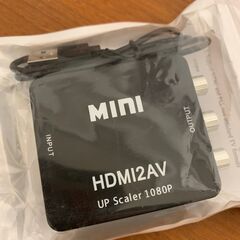 MINI
INPUT
OUTPUT
HDMI2AV
UP Scaler 1080P